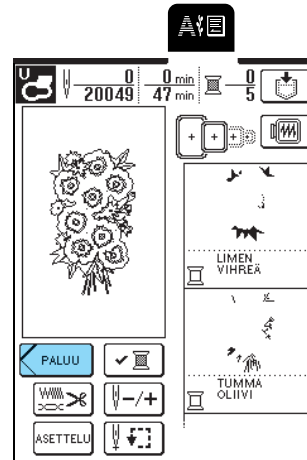 A
U
0 0 min 0
20049 47 min 5
LIMEN
VIHREÄ
TUMMA
OLIIVI
PALUU
-/+
ASETTELU